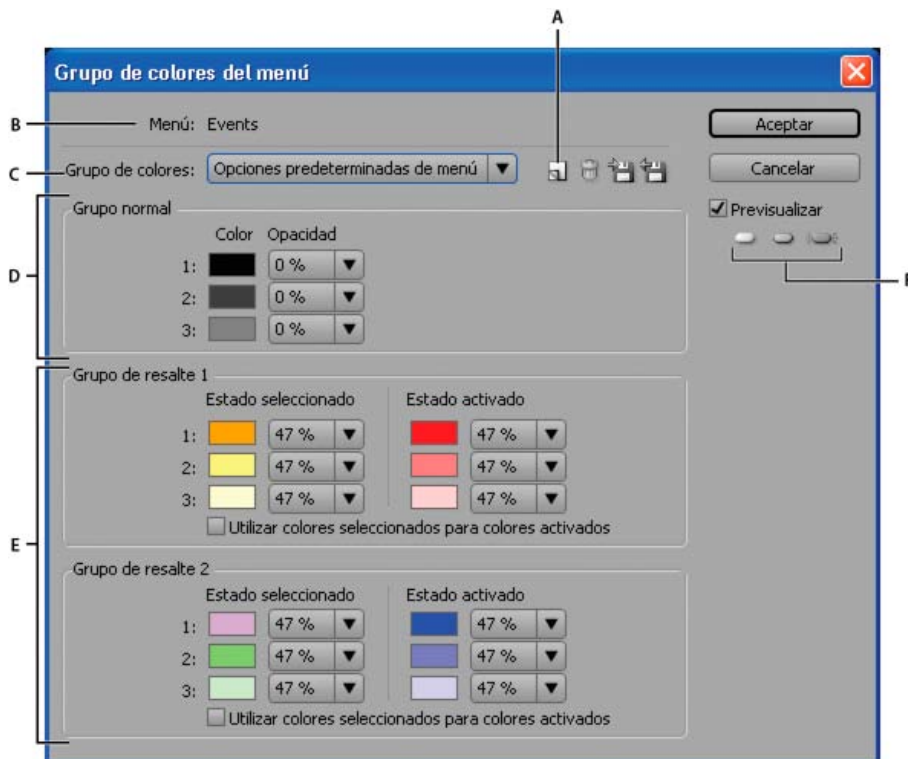 A
Grupo de colores del menú
B
Menú: Events
Aceptar
C
Grupo de colores: Opciones predeterminadas de menú
Cancelar
Previsualizar
D
Grupo normal
Color Opacidad
1: 0 %
2: 0 %
3: 0 %
E
Grupo de resalte 1
Estado seleccionado Estado activado
1: 47 % 47 %
2: 47 % 47 %
3: 47 % 47 %
Utilizar colores seleccionados para colores activados
Grupo de resalte 2
Estado seleccionado Estado activado
1: 47 % 47 %
2: 47 % 47 %
3: 47 % 47 %
Utilizar colores seleccionados para colores activados